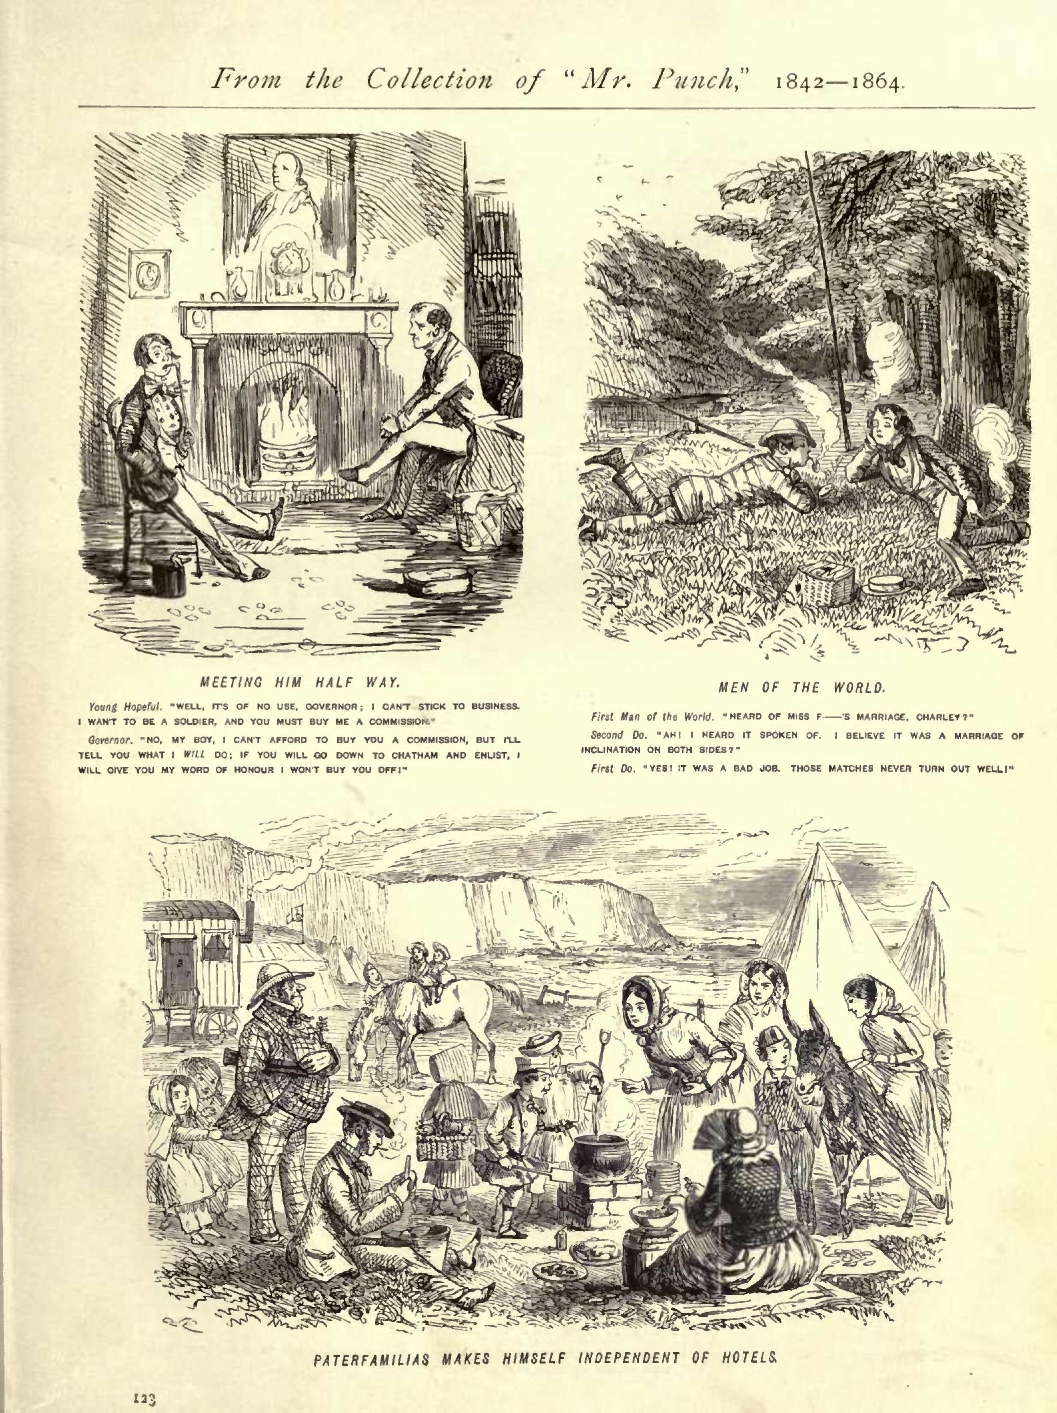 From the Collection of "Mr. Punch," 1842—1864.
MEETING HIM HALF WAY.
Young Hopeful. "WELL, IT'S OF NO USE, GOVERNOR; I CAN'T STICK TO BUSINESS.
I WANT TO BE A SOLDIER, AND YOU MUST BUY ME A COMMISSION."
Governor. "NO, MY BOY, I CAN'T AFFORD TO BUY YOU A COMMISSION, BUT I'LL
TELL YOU WHAT I WILL DO; IF YOU WILL GO DOWN TO CHATHAM AND ENLIST, I
WILL GIVE YOU MY WORD OF HONOUR I WON'T BUY YOU OFF!"
MEN OF THE WORLD.
First Man of the World. "HEARD OF MISS F——'S MARRIAGE, CHARLEY?"
Second Do. "AH! I HEARD IT SPOKEN OF. I BELIEVE IT WAS A MARRIAGE OF
INCLINATION ON BOTH SIDES?"
First Do. "YES! IT WAS A BAD JOB. THOSE MATCHES NEVER TURN OUT WELL!"
PATERFAMILIAS MAKES HIMSELF INDEPENDENT OF HOTELS.
123